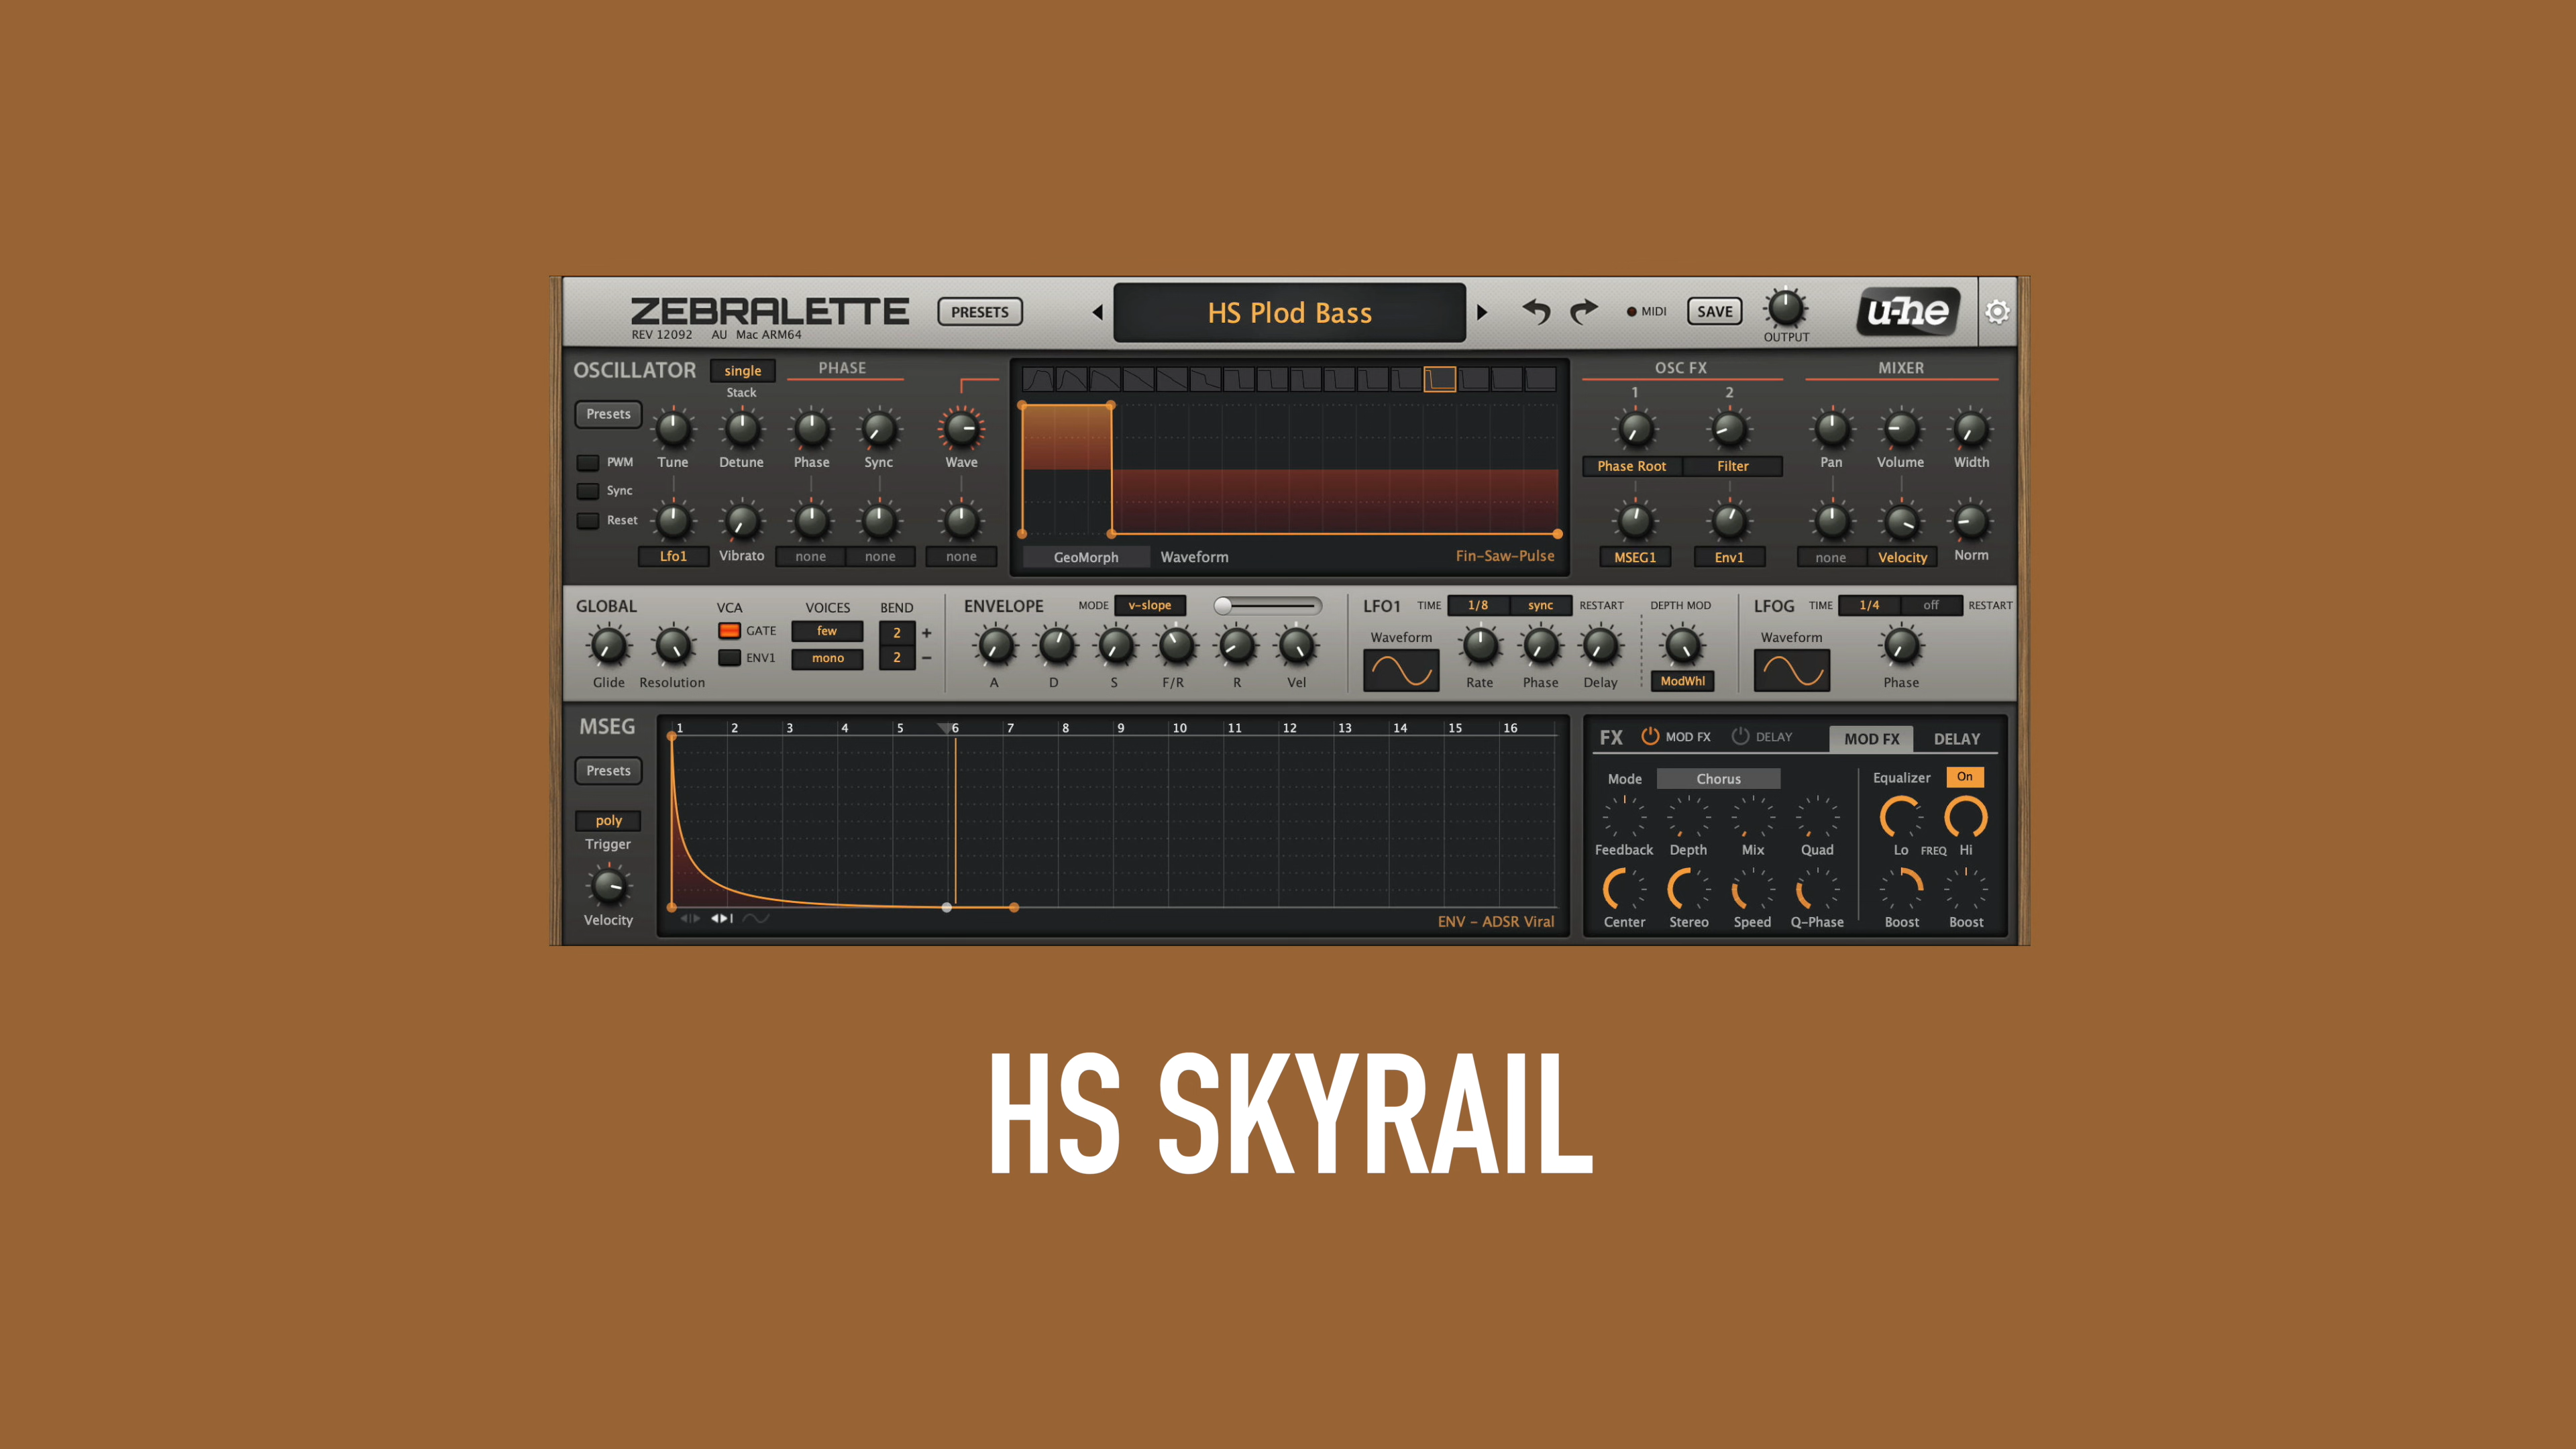 ZEBRALETTE
REV 12092 AU Mac ARM64
PRESETS
HS Plod Bass
MIDI
SAVE
OUTPUT
u-he
OSCILLATOR single PHASE
Stack
Presets
PWM Tune Detune Phase Sync Wave
Sync
Reset
Lfo1 Vibrato none none none
GeoMorph Waveform Fin-Saw-Pulse
OSC FX MIXER
1 2
Pan Volume Width
Phase Root Filter
MSEG1 Env1 none Velocity Norm
GLOBAL VCA VOICES BEND
GATE few 2 +
ENV1 mono 2 −
Glide Resolution
ENVELOPE MODE v-slope
A D S F/R R Vel
LFO1 TIME 1/8 sync RESTART DEPTH MOD
Waveform
Rate Phase Delay ModWhl
LFOG TIME 1/4 off RESTART
Waveform
Phase
MSEG
1 2 3 4 5 6 7 8 9 10 11 12 13 14 15 16
Presets
poly
Trigger
Velocity
ENV - ADSR Viral
FX MOD FX DELAY MOD FX DELAY
Mode Chorus Equalizer On
Feedback Depth Mix Quad Lo FREQ Hi
Center Stereo Speed Q-Phase Boost Boost
HS SKYRAIL